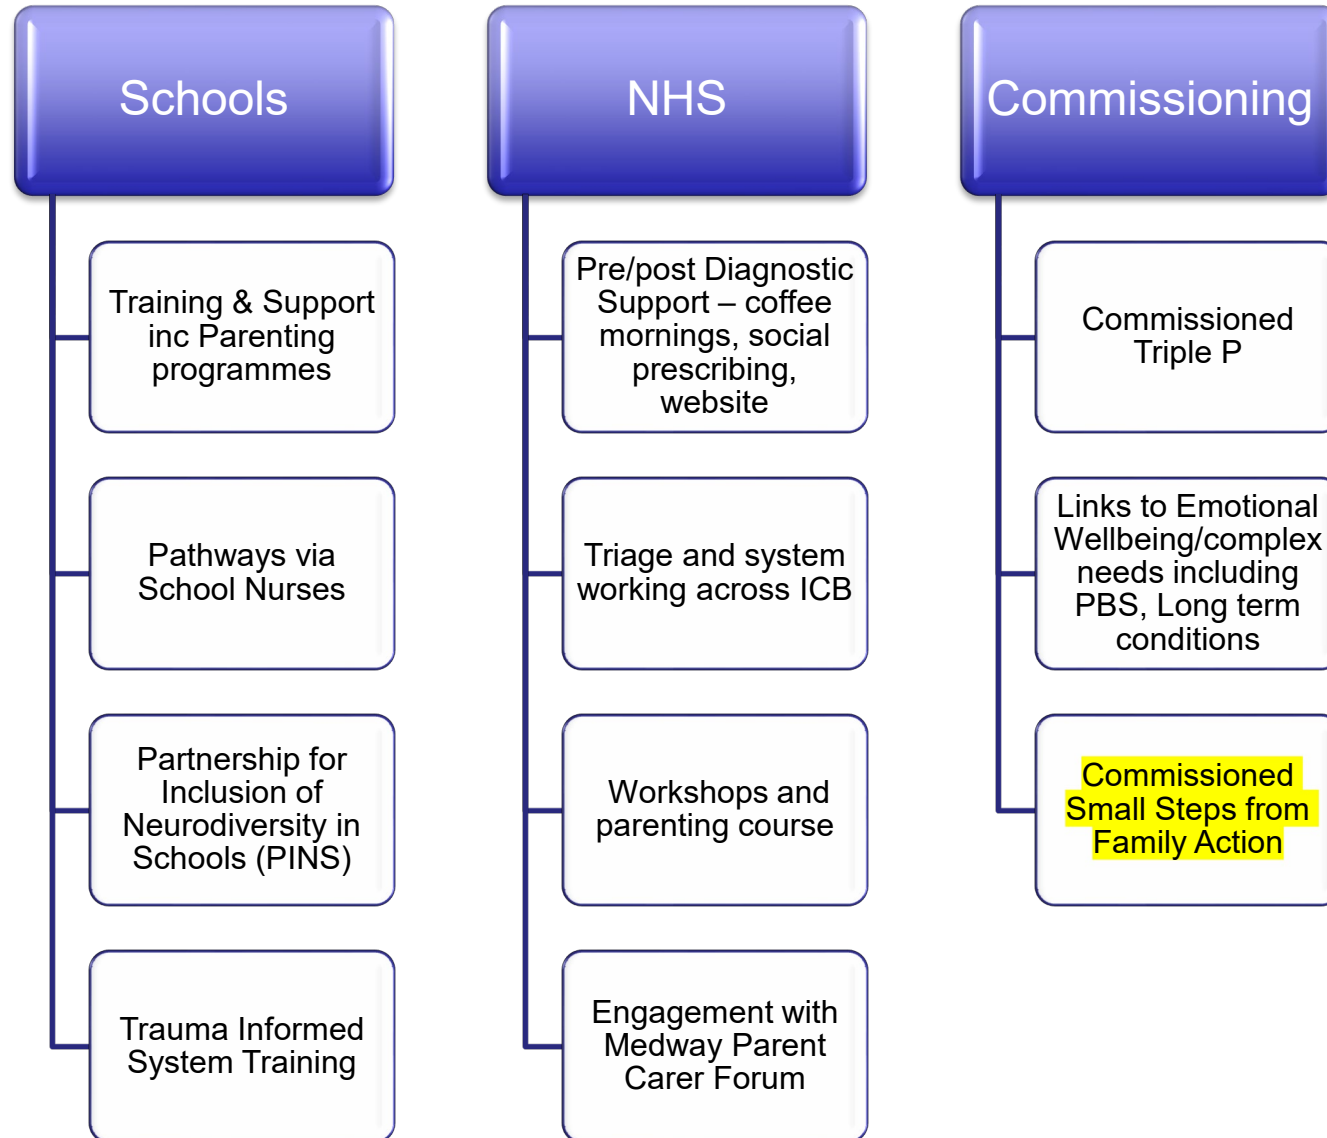 Schools
Training & Support
inc Parenting
programmes
Pathways via
School Nurses
Partnership for
Inclusion of
Neurodiversity in
Schools (PINS)
Trauma Informed
System Training
NHS
Pre/post Diagnostic
Support – coffee
mornings, social
prescribing,
website
Triage and system
working across ICB
Workshops and
parenting course
Engagement with
Medway Parent
Carer Forum
Commissioning
Commissioned
Triple P
Links to Emotional
Wellbeing/complex
needs including
PBS, Long term
conditions
Commissioned
Small Steps from
Family Action